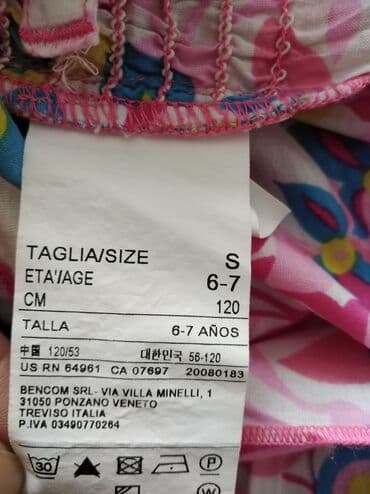 TAGLIA/SIZE S
ETA'/AGE 6-7
CM 120
TALLA 6-7 AÑOS
中国 120/53 대한민국 56-120
US RN 64961 CA 07697 20080183
BENCOM SRL- VIA VILLA MINELLI, 1
31050 PONZANO VENETO
TREVISO ITALIA
P.IVA 03490770264
30 P